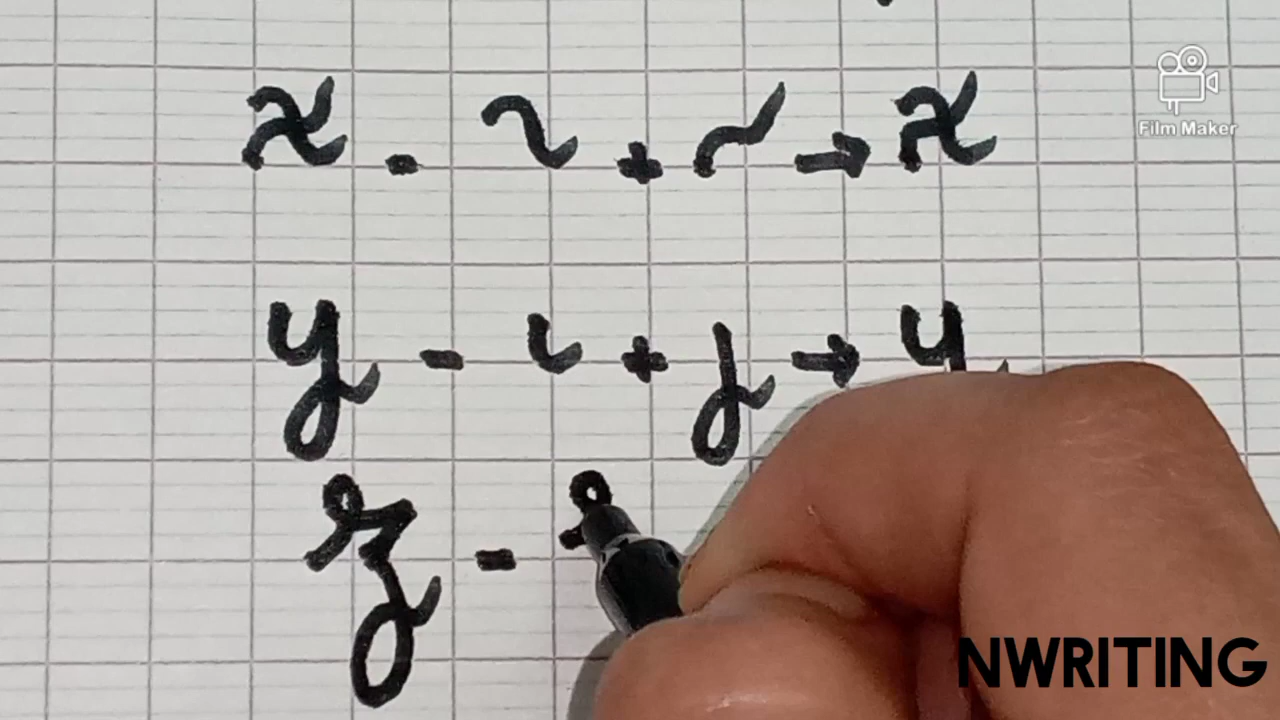 Film Maker
x -  + → x
y -  + → y
z -
NWRITING